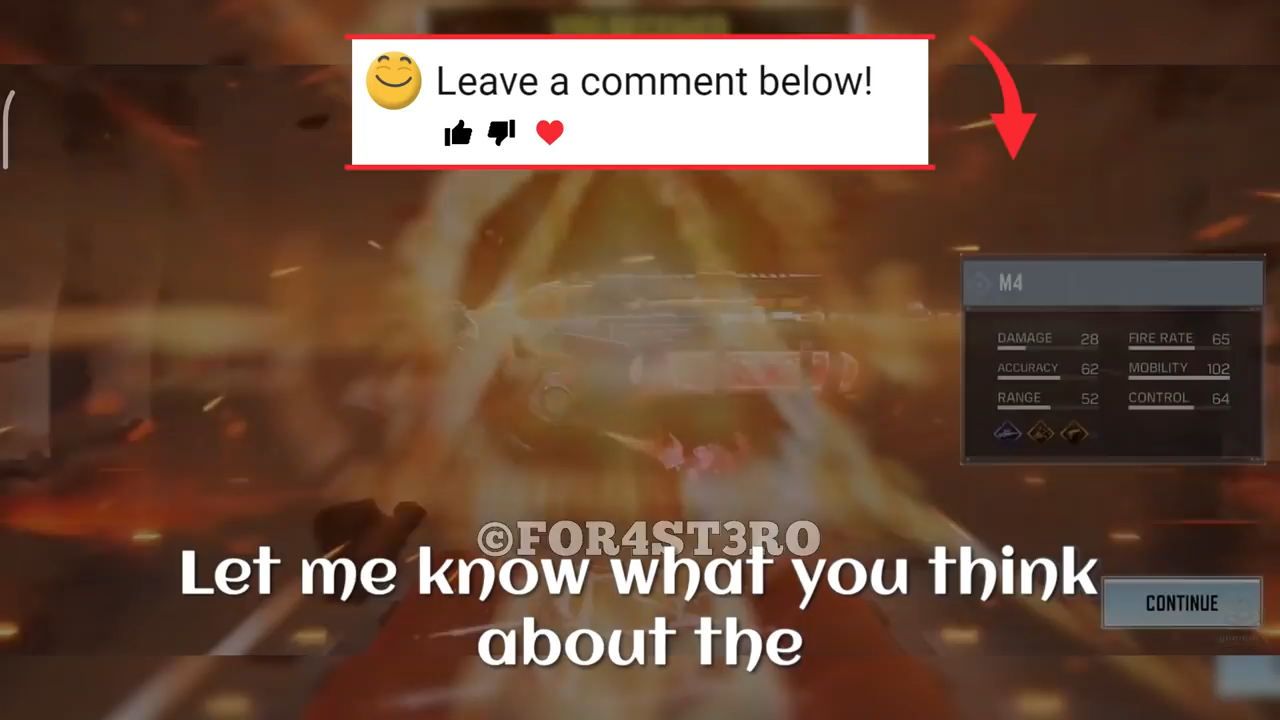 Leave a comment below!
M4
DAMAGE 28 FIRE RATE 65
ACCURACY 62 MOBILITY 102
RANGE 52 CONTROL 64
©FOR4ST3RO
Let me know what you think
about the
CONTINUE